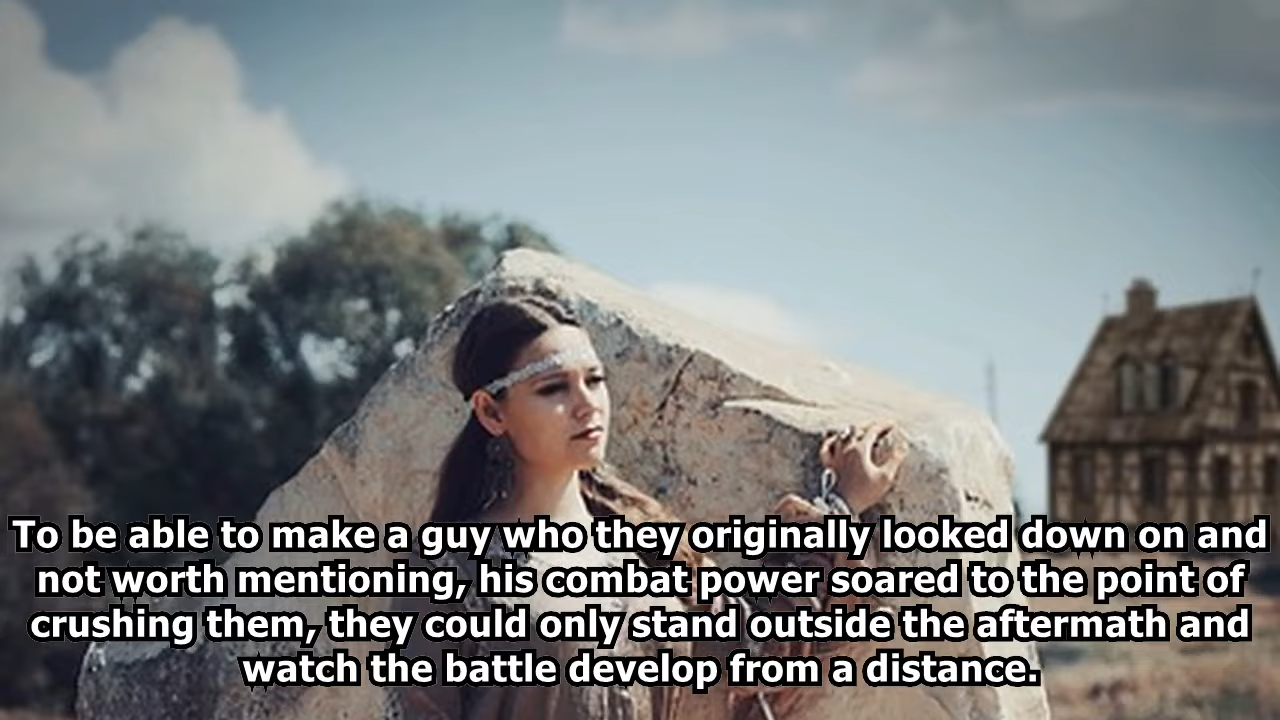 To be able to make a guy who they originally looked down on and
not worth mentioning, his combat power soared to the point of
crushing them, they could only stand outside the aftermath and
watch the battle develop from a distance.